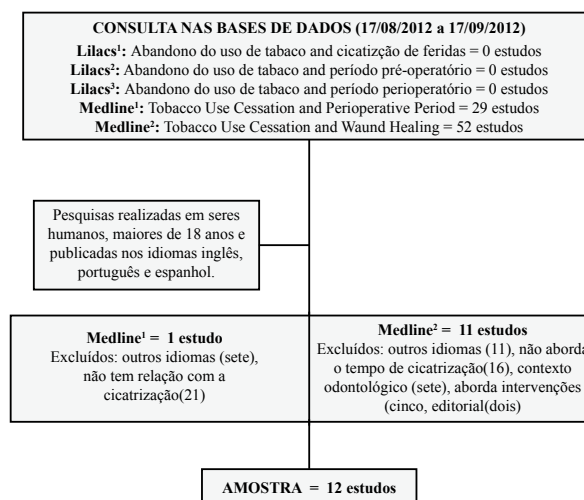 CONSULTA NAS BASES DE DADOS (17/08/2012 a 17/09/2012)
Lilacs¹: Abandono do uso de tabaco and cicatizção de feridas = 0 estudos
Lilacs²: Abandono do uso de tabaco and período pré-operatório = 0 estudos
Lilacs³: Abandono do uso de tabaco and período perioperatório = 0 estudos
Medline¹: Tobacco Use Cessation and Perioperative Period = 29 estudos
Medline²: Tobacco Use Cessation and Waund Healing = 52 estudos
Pesquisas realizadas em seres
humanos, maiores de 18 anos e
publicadas nos idiomas inglês,
português e espanhol.
Medline¹ = 1 estudo
Excluídos: outros idiomas (sete),
não tem relação com a
cicatrização(21)
Medline² = 11 estudos
Excluídos: outros idiomas (11), não aborda
o tempo de cicatrização(16), contexto
odontológico (sete), aborda intervenções
(cinco, editorial(dois)
AMOSTRA = 12 estudos